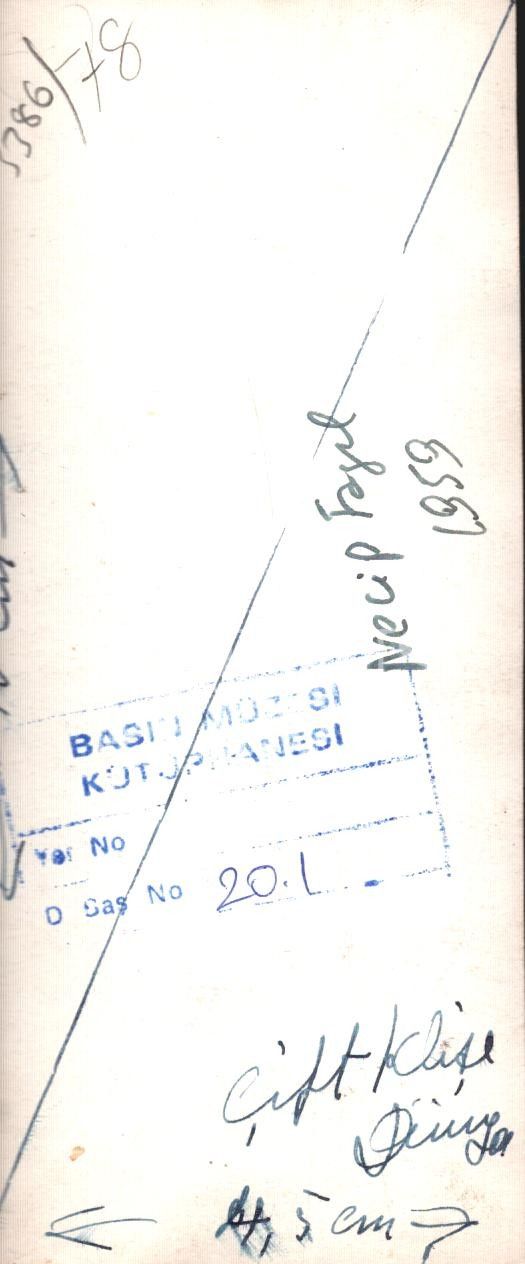 5386/78
Necip Fazıl
1959
BASIN MÜZESİ
KÜTÜPHANESİ
Yer No
D Sas No 20.1
Çift Klişe
Dünya
4,5 cm